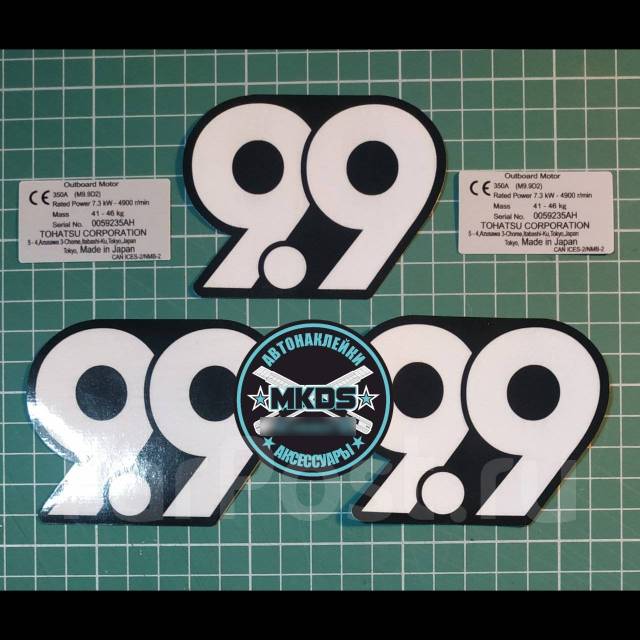 9.9
Outboard Motor
CE 350A (M9.9D2)
Rated Power 7.3 kW - 4900 r/min
Mass 41 - 46 kg
Serial No. 0059235AH
TOHATSU CORPORATION
5 - 4,Azusawa 3-Chome,Itabashi-Ku,Tokyo,Japan
Tokyo, Made in Japan
CAN ICES-2/NMB-2
Outboard Motor
CE 350A (M9.9D2)
Rated Power 7.3 kW - 4900 r/min
Mass 41 - 46 kg
Serial No. 0059235AH
TOHATSU CORPORATION
5 - 4,Azusawa 3-Chome,Itabashi-Ku,Tokyo,Japan
Tokyo, Made in Japan
CAN ICES-2/NMB-2
9.9
АВТОНАКЛЕЙКИ
MKDS
АКСЕССУАРЫ
9.9